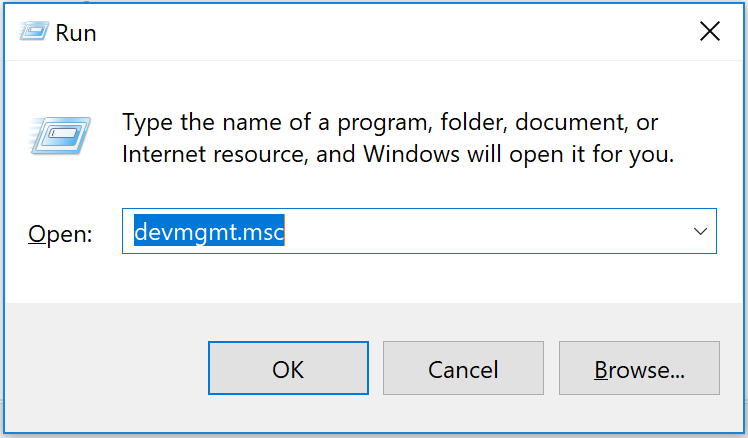 Run
Type the name of a program, folder, document, or
Internet resource, and Windows will open it for you.
Open: devmgmt.msc
OK Cancel Browse...